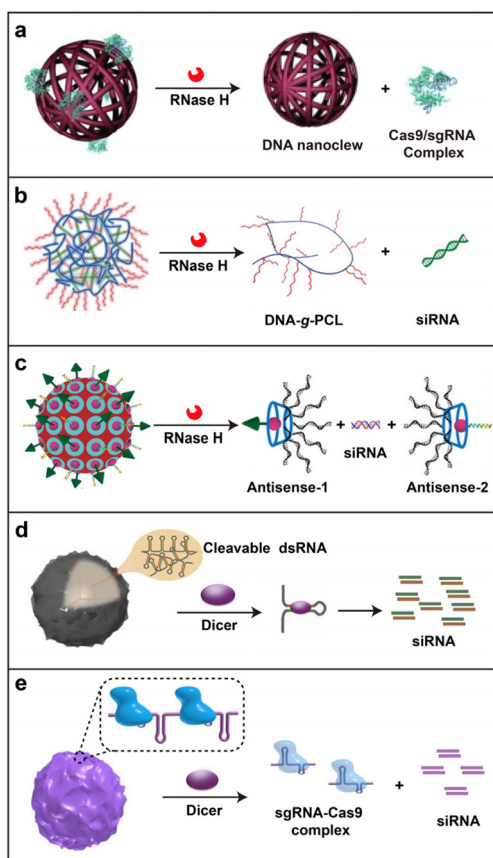 a
RNase H
+
DNA nanoclew
Cas9/sgRNA
Complex
b
RNase H
+
DNA-g-PCL
siRNA
c
RNase H
+
siRNA
+
Antisense-1
Antisense-2
d
Cleavable dsRNA
Dicer
siRNA
e
Dicer
+
sgRNA-Cas9
complex
siRNA